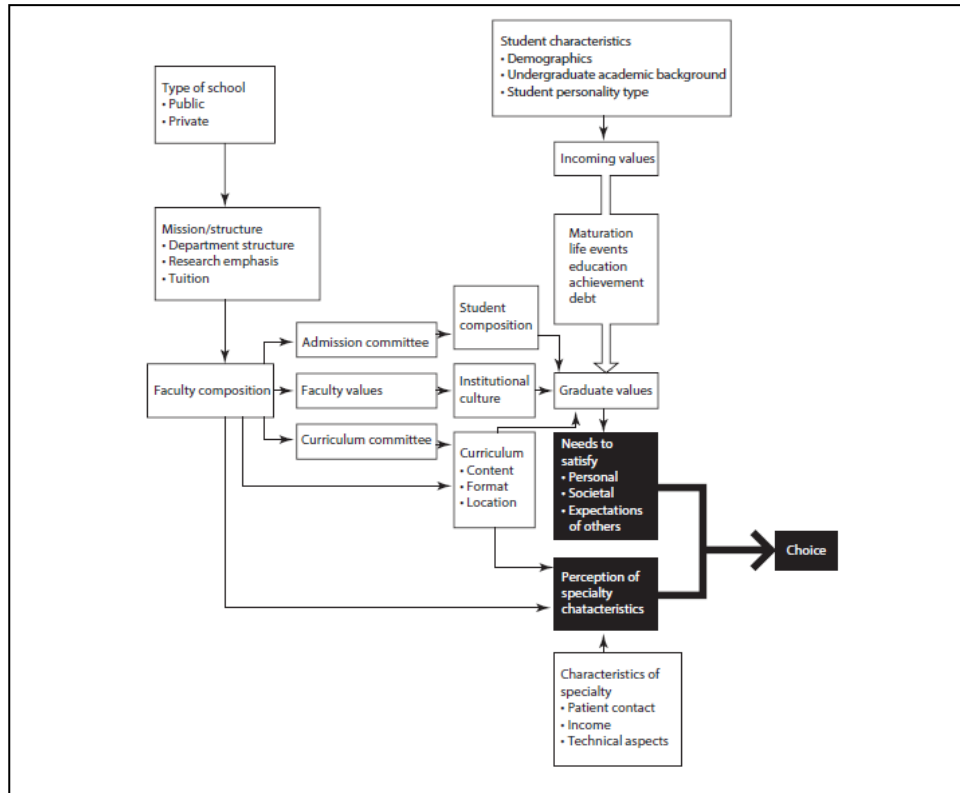 Student characteristics
• Demographics
• Undergraduate academic background
• Student personality type
Type of school
• Public
• Private
Incoming values
Mission/structure
• Department structure
• Research emphasis
• Tuition
Maturation
life events
education
achievement
debt
Student
composition
Admission committee
Faculty composition
Faculty values
Institutional
culture
Graduate values
Curriculum committee
Curriculum
• Content
• Format
• Location
Needs to
satisfy
• Personal
• Societal
• Expectations
of others
Choice
Perception of
specialty
chatacteristics
Characteristics of
specialty
• Patient contact
• Income
• Technical aspects